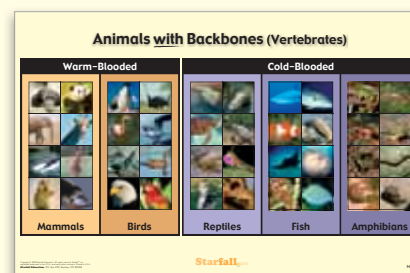 Animals with Backbones (Vertebrates)
Warm-Blooded
Cold-Blooded
Mammals
Birds
Reptiles
Fish
Amphibians
Starfall